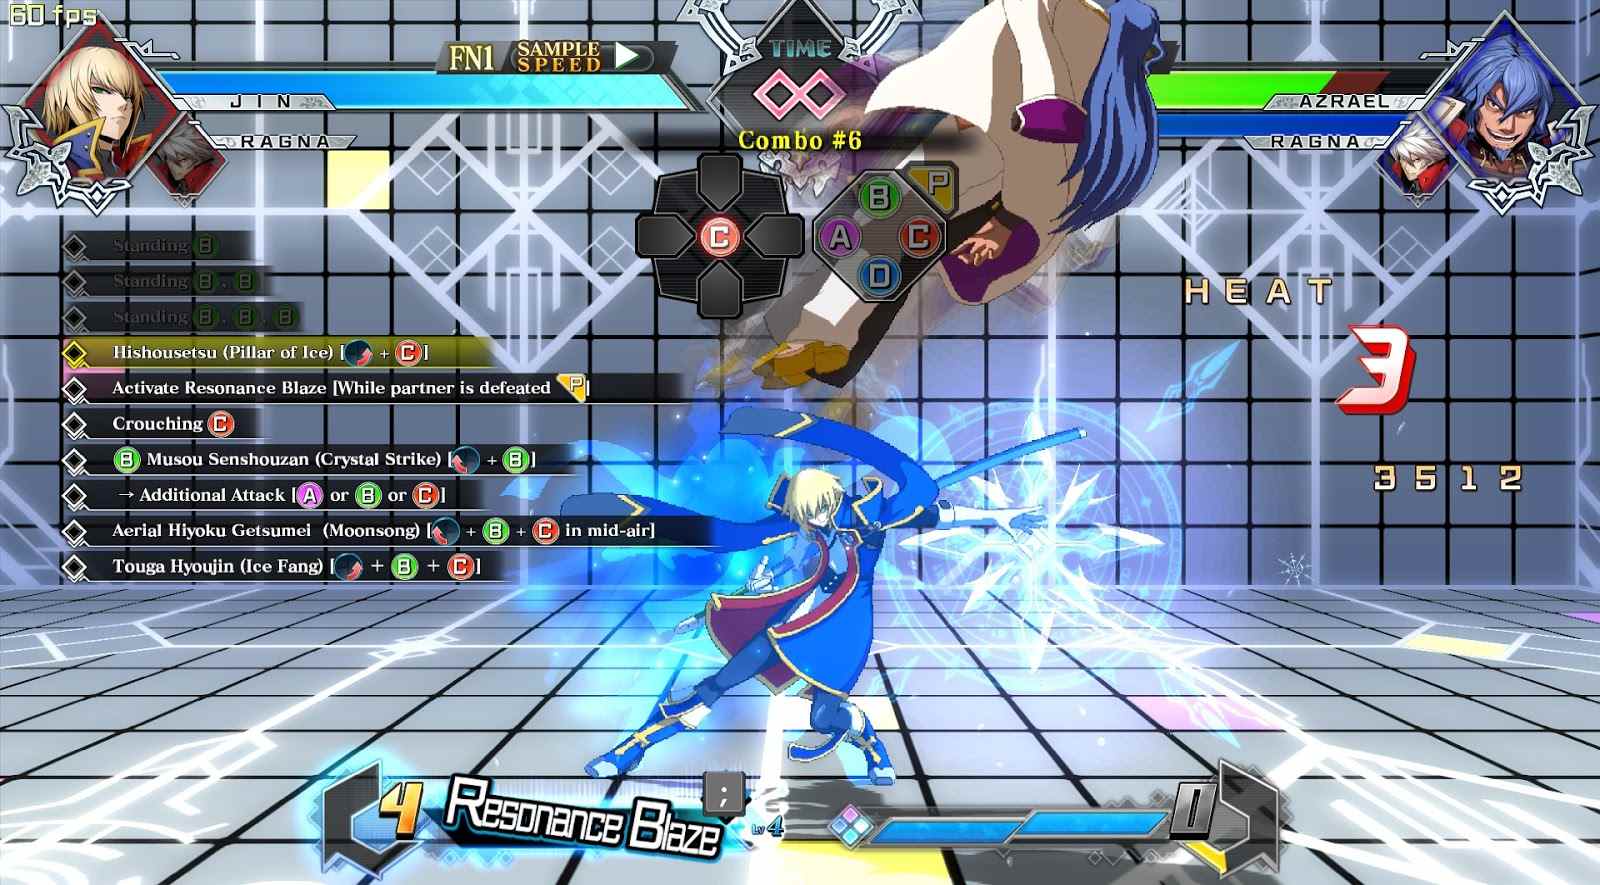 60 fps
FN1 SAMPLE SPEED
TIME
JIN
AZRAEL
RAGNA
RAGNA
Combo #6
B P
C A C
D
Standing B
Standing B . B
Standing B . B . B
Hishousetsu (Pillar of Ice) [ + C]
Activate Resonance Blaze [While partner is defeated P]
Crouching C
B Musou Senshouzan (Crystal Strike) [ + B]
→ Additional Attack [A or B or C]
Aerial Hiyoku Getsumei (Moonsong) [ + B + C in mid-air]
Touga Hyoujin (Ice Fang) [ + B + C]
HEAT
3
3512
4 Resonance Blaze ; Lv 4
0